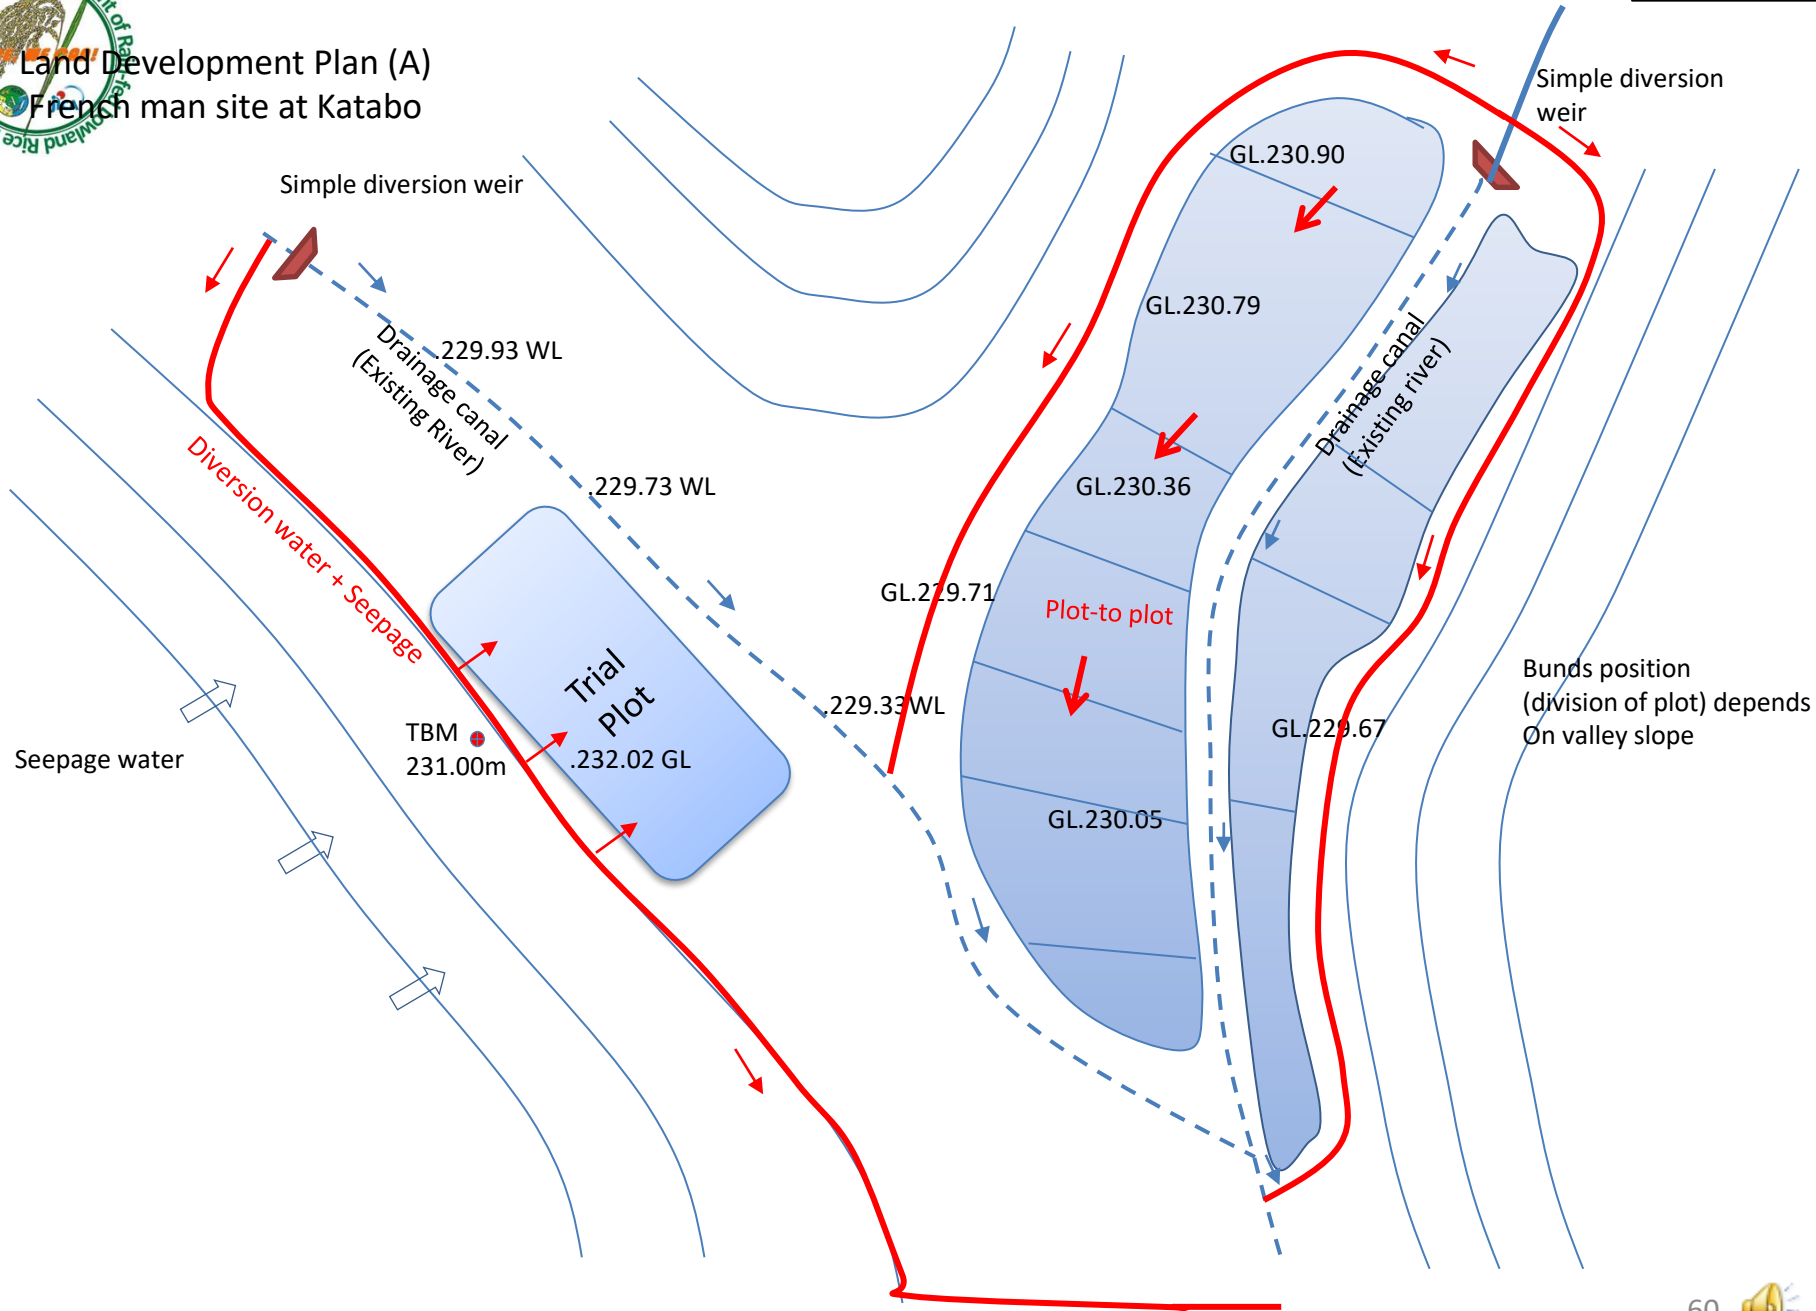 Land Development Plan (A)
French man site at Katabo
Simple diversion weir
Simple diversion
weir
GL.230.90
GL.230.79
.229.93 WL
Drainage canal
(Existing River)
Drainage canal
(Existing river)
.229.73 WL
GL.230.36
Diversion water + Seepage
GL.229.71
Plot-to plot
Trial
Plot
.229.33WL
GL.229.67
Bunds position
(division of plot) depends
On valley slope
TBM
231.00m
.232.02 GL
Seepage water
GL.230.05
60